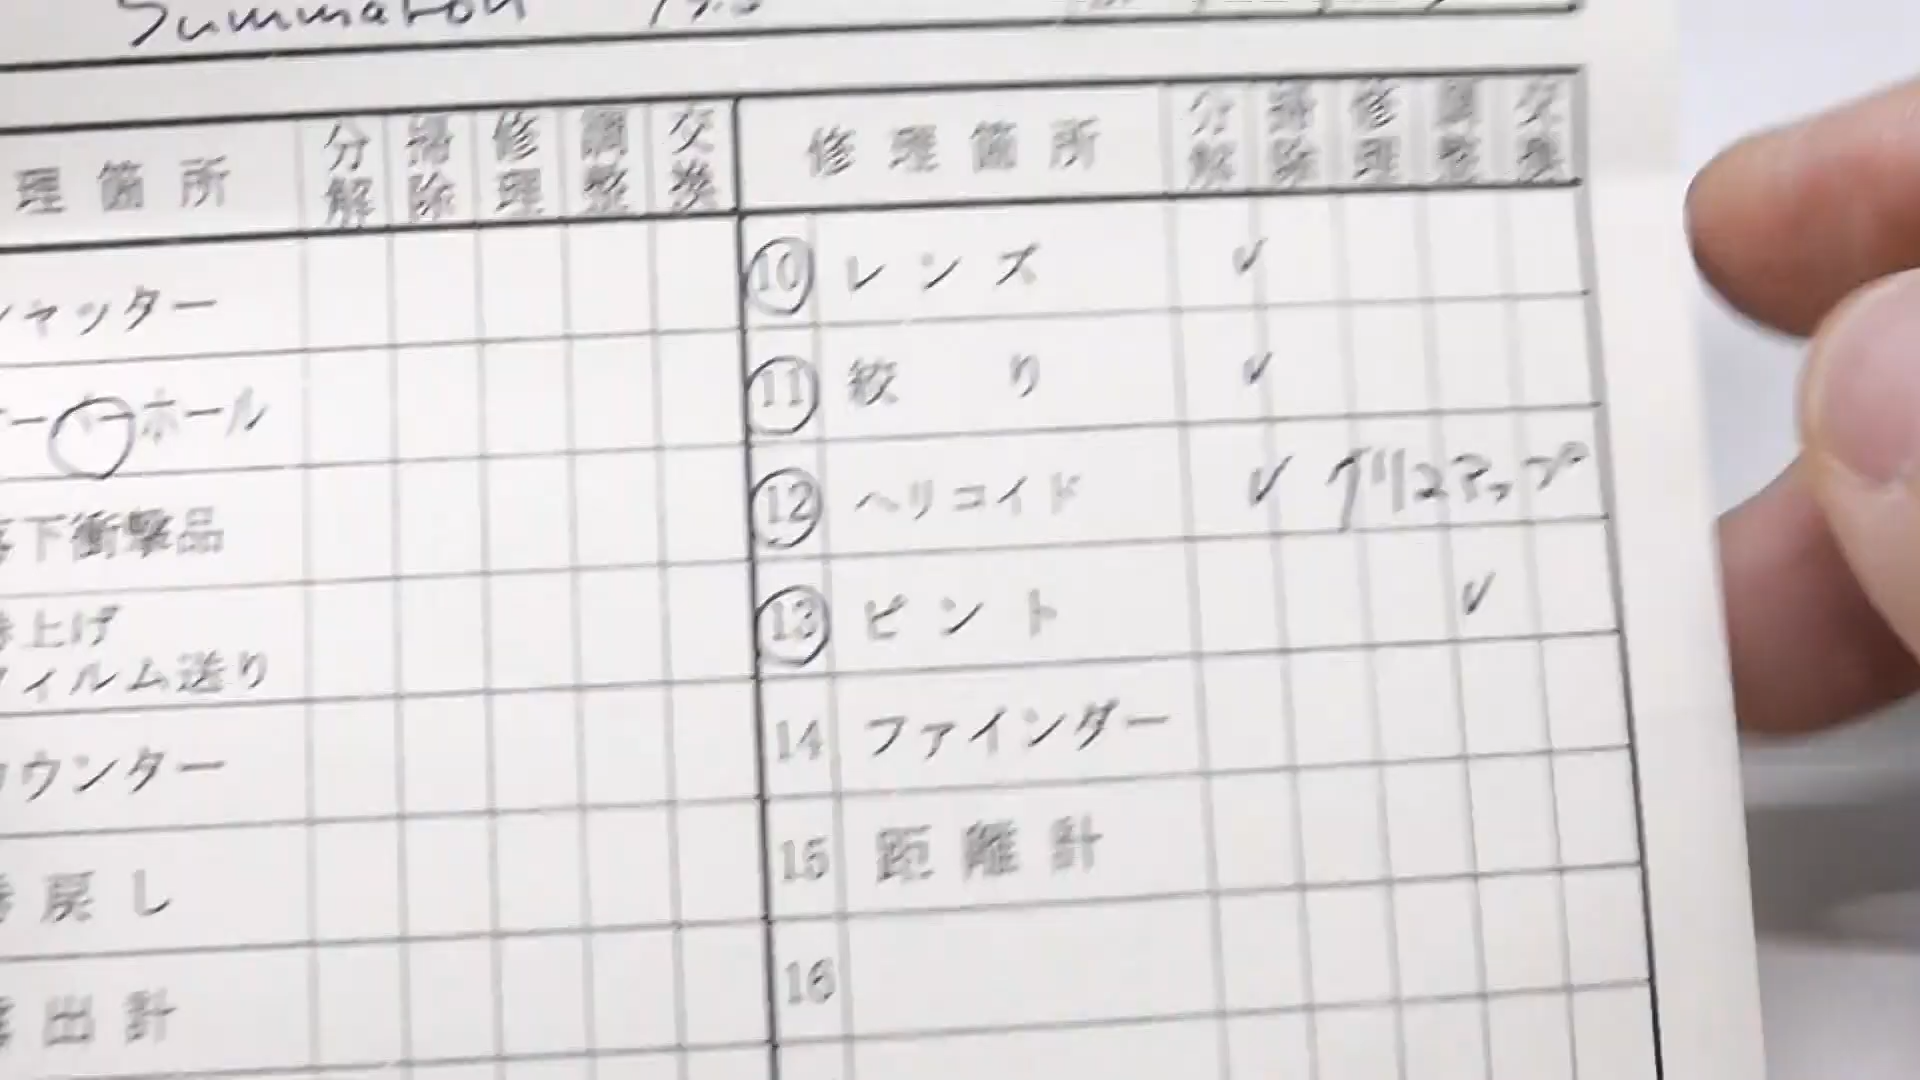 Summaron
理箇所 分解 掃除 修理 調整 交換 修理箇所 分解 掃除 修理 調整 交換
ャッター 10 レンズ ✓
ーバーホール 11 絞り ✓
下衝撃品 12 ヘリコイド ✓ グリスアップ
上げ
ィルム送り 13 ピント ✓
ウンター 14 ファインダー
戻し 15 距離計
出計 16